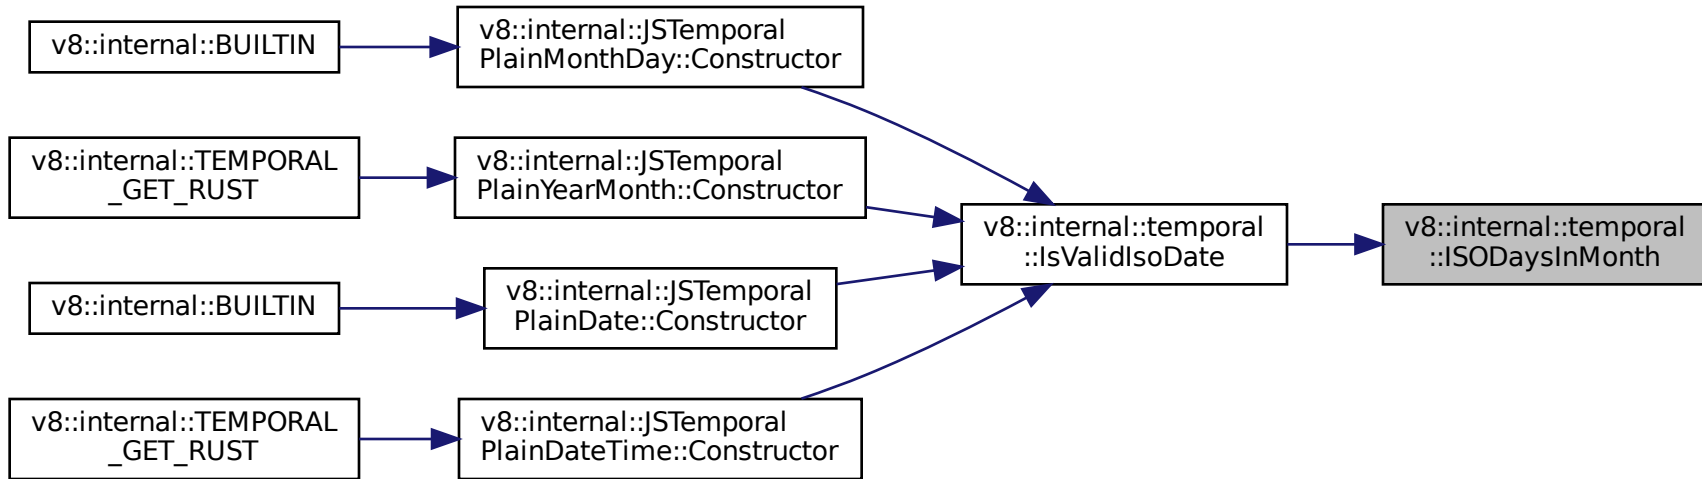 v8::internal::BUILTIN
v8::internal::JSTemporal
PlainMonthDay::Constructor
v8::internal::TEMPORAL
_GET_RUST
v8::internal::JSTemporal
PlainYearMonth::Constructor
v8::internal::temporal
::IsValidIsoDate
v8::internal::temporal
::ISODaysInMonth
v8::internal::BUILTIN
v8::internal::JSTemporal
PlainDate::Constructor
v8::internal::TEMPORAL
_GET_RUST
v8::internal::JSTemporal
PlainDateTime::Constructor